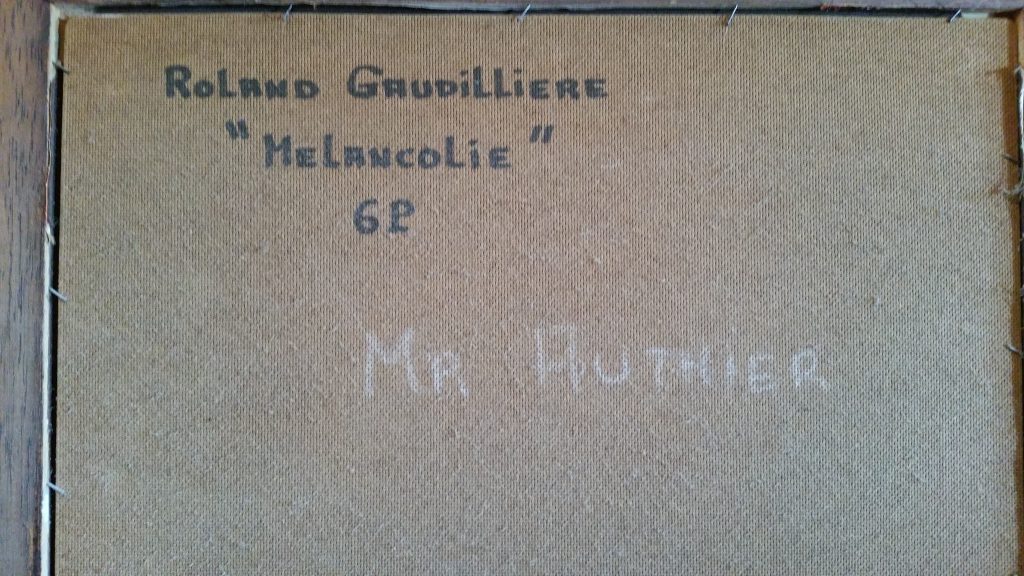 ROLAND GAUDILLIERE
"MELANCOLIE"
6P
MR AUTHIER